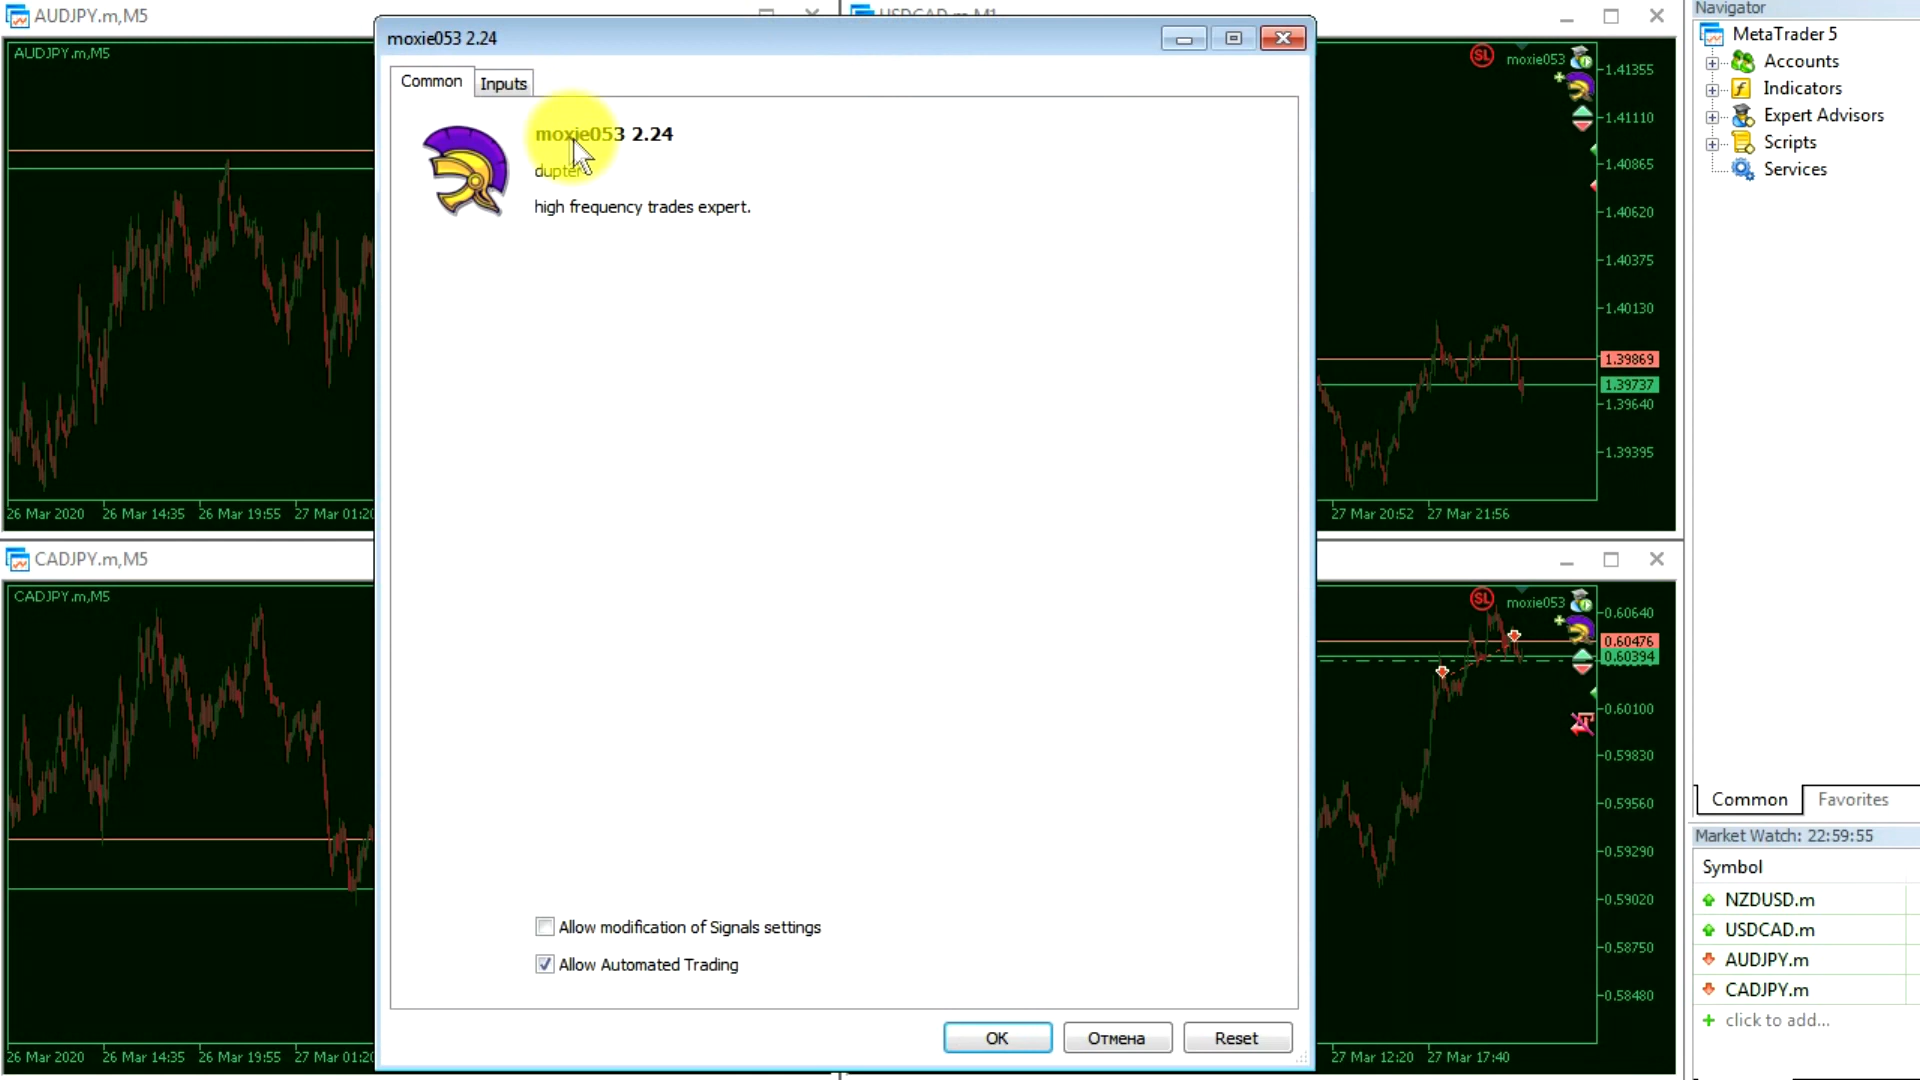 AUDJPY.m,M5
USDCAD.m,M1
AUDJPY.m,M5
26 Mar 2020 26 Mar 14:35 26 Mar 19:55 27 Mar 01:20
CADJPY.m,M5
CADJPY.m,M5
26 Mar 2020 26 Mar 14:35 26 Mar 19:55 27 Mar 01:20
moxie053 2.24
Common
Inputs
moxie053 2.24
dupter
high frequency trades expert.
Allow modification of Signals settings
Allow Automated Trading
OK
Отмена
Reset
SL
moxie053
1.41355
1.41110
1.40865
1.40620
1.40375
1.40130
1.39869
1.39737
1.39640
1.39395
27 Mar 20:52 27 Mar 21:56
SL
moxie053
0.60640
0.60476
0.60394
0.60100
0.59830
0.59560
0.59290
0.59020
0.58750
0.58480
27 Mar 12:20 27 Mar 17:40
Navigator
MetaTrader 5
Accounts
Indicators
Expert Advisors
Scripts
Services
Common
Favorites
Market Watch: 22:59:55
Symbol
NZDUSD.m
USDCAD.m
AUDJPY.m
CADJPY.m
click to add...